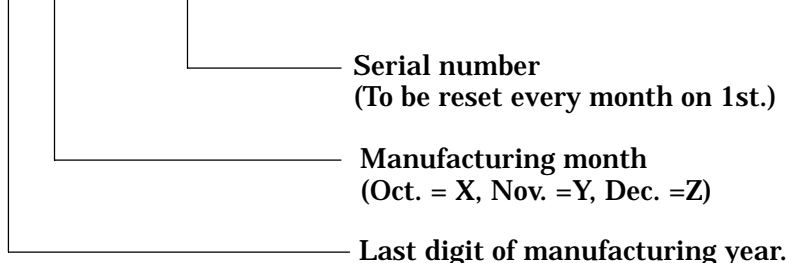 Serial number
(To be reset every month on 1st.)
Manufacturing month
(Oct. = X, Nov. =Y, Dec. =Z)
Last digit of manufacturing year.